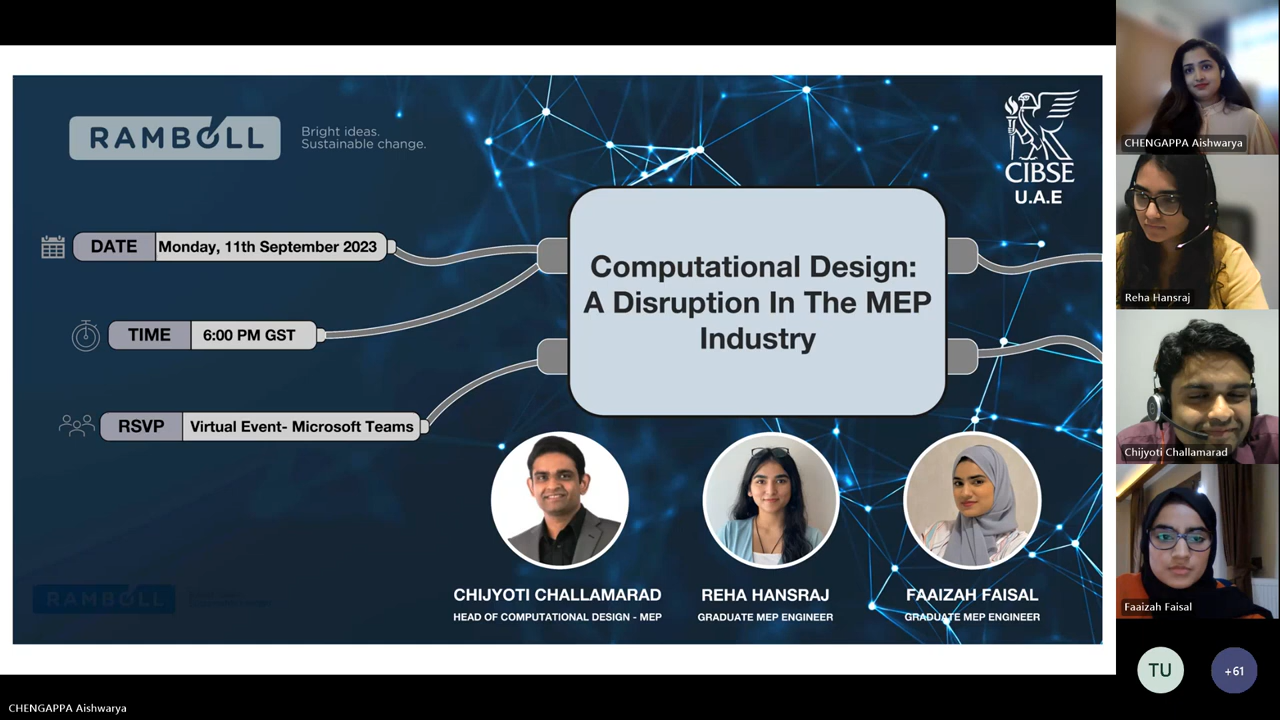 RAMBOLL
Bright ideas.
Sustainable change.
CIBSE
U.A.E
DATE
Monday, 11th September 2023
TIME
6:00 PM GST
RSVP
Virtual Event- Microsoft Teams
Computational Design:
A Disruption In The MEP
Industry
CHIJYOTI CHALLAMARAD
HEAD OF COMPUTATIONAL DESIGN - MEP
REHA HANSRAJ
GRADUATE MEP ENGINEER
FAAIZAH FAISAL
GRADUATE MEP ENGINEER
RAMBOLL
CHENGAPPA Aishwarya
Reha Hansraj
Chijyoti Challamarad
Faaizah Faisal
TU
+61
CHENGAPPA Aishwarya